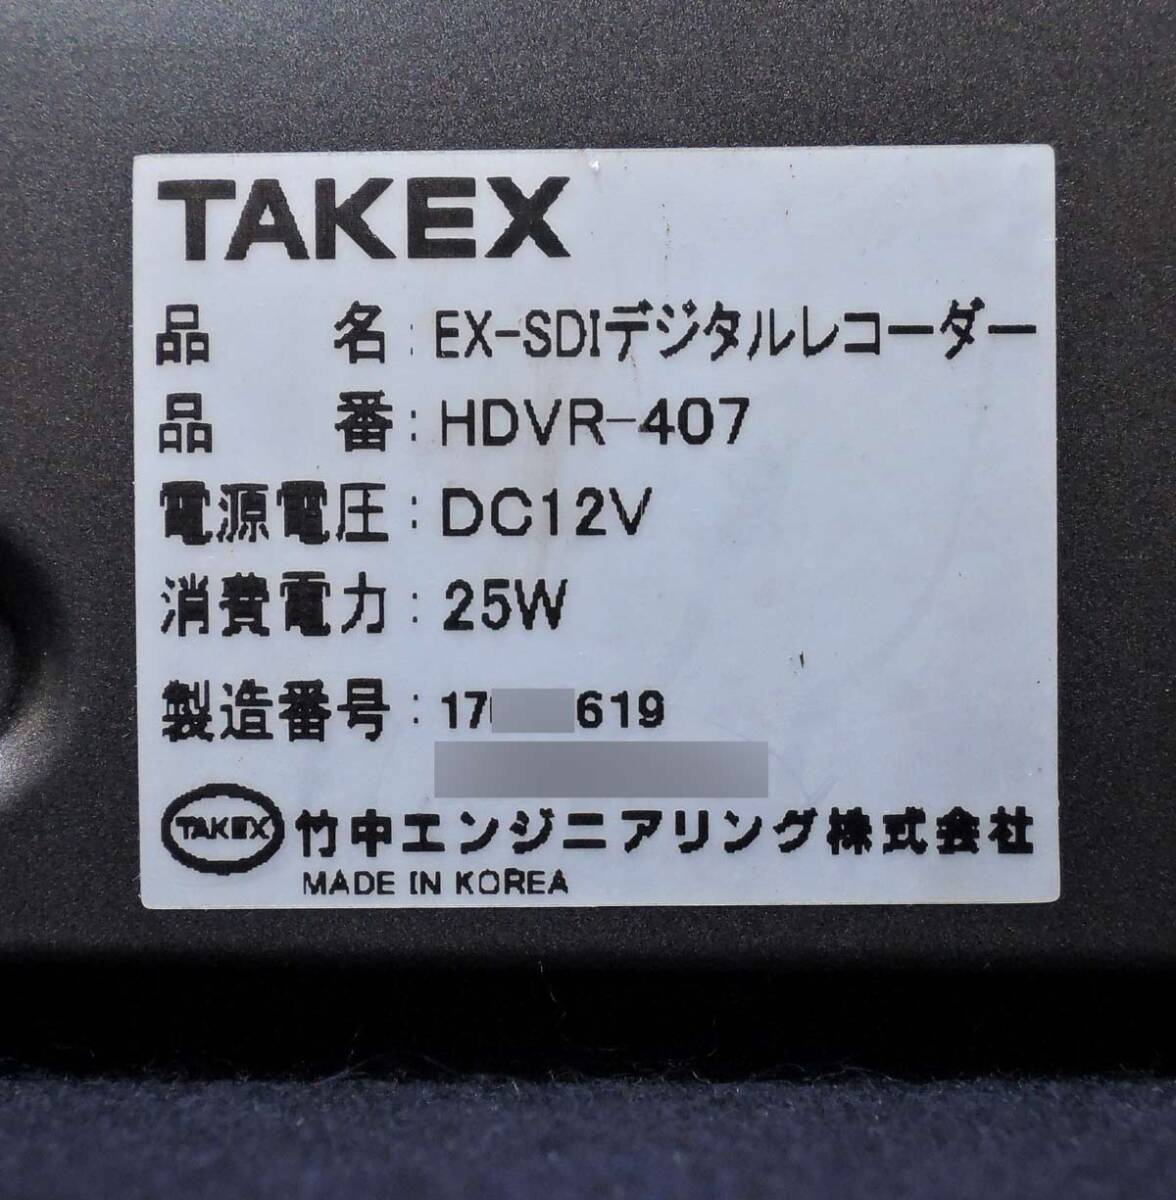 TAKEX
品 名 : EX-SDIデジタルレコーダー
品 番 : HDVR-407
電源電圧 : DC12V
消費電力 : 25W
製造番号 : 17 619
TAKEX 竹中エンジニアリング株式会社
MADE IN KOREA